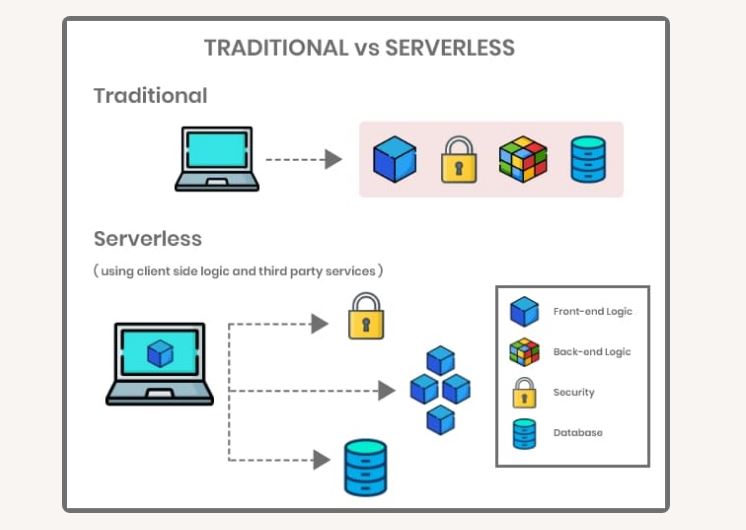 TRADITIONAL vs SERVERLESS
Traditional
Serverless
( using client side logic and third party services )
Front-end Logic
Back-end Logic
Security
Database